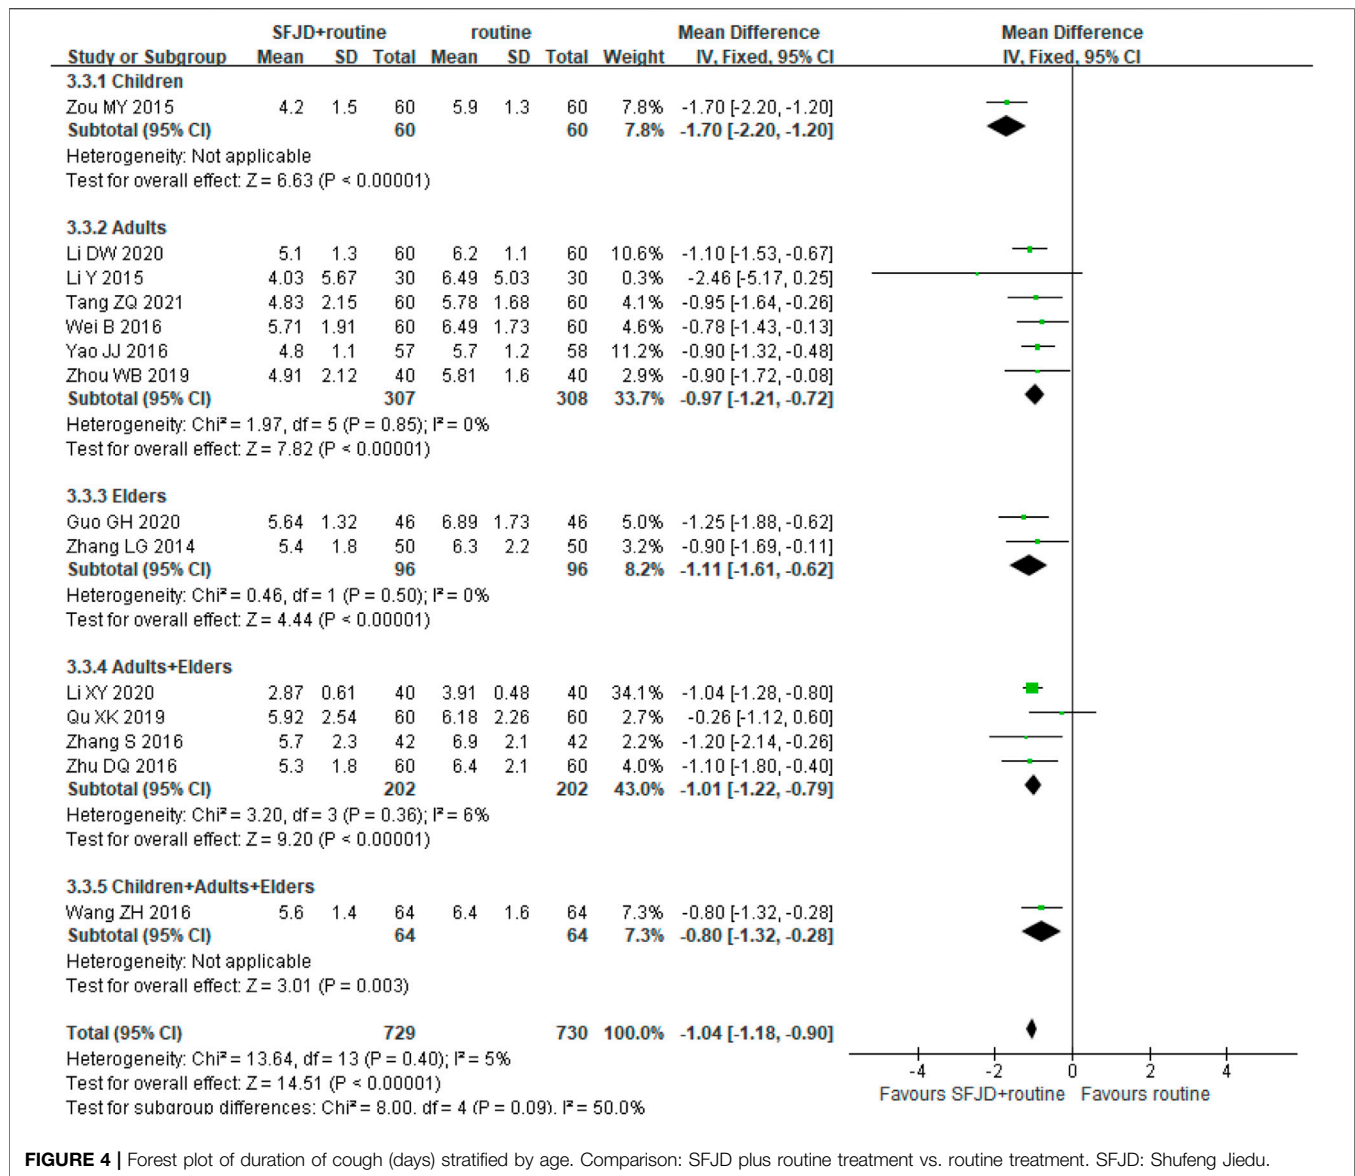 SFJD+routine routine Mean Difference Mean Difference
Study or Subgroup Mean SD Total Mean SD Total Weight IV, Fixed, 95% CI IV, Fixed, 95% CI
3.3.1 Children
Zou MY 2015 4.2 1.5 60 5.9 1.3 60 7.8% -1.70 [-2.20, -1.20]
Subtotal (95% CI) 60 60 7.8% -1.70 [-2.20, -1.20]
Heterogeneity: Not applicable
Test for overall effect: Z = 6.63 (P < 0.00001)
3.3.2 Adults
Li DW 2020 5.1 1.3 60 6.2 1.1 60 10.6% -1.10 [-1.53, -0.67]
Li Y 2015 4.03 5.67 30 6.49 5.03 30 0.3% -2.46 [-5.17, 0.25]
Tang ZQ 2021 4.83 2.15 60 5.78 1.68 60 4.1% -0.95 [-1.64, -0.26]
Wei B 2016 5.71 1.91 60 6.49 1.73 60 4.6% -0.78 [-1.43, -0.13]
Yao JJ 2016 4.8 1.1 57 5.7 1.2 58 11.2% -0.90 [-1.32, -0.48]
Zhou WB 2019 4.91 2.12 40 5.81 1.6 40 2.9% -0.90 [-1.72, -0.08]
Subtotal (95% CI) 307 308 33.7% -0.97 [-1.21, -0.72]
Heterogeneity: Chi² = 1.97, df = 5 (P = 0.85); I² = 0%
Test for overall effect: Z = 7.82 (P < 0.00001)
3.3.3 Elders
Guo GH 2020 5.64 1.32 46 6.89 1.73 46 5.0% -1.25 [-1.88, -0.62]
Zhang LG 2014 5.4 1.8 50 6.3 2.2 50 3.2% -0.90 [-1.69, -0.11]
Subtotal (95% CI) 96 96 8.2% -1.11 [-1.61, -0.62]
Heterogeneity: Chi² = 0.46, df = 1 (P = 0.50); I² = 0%
Test for overall effect: Z = 4.44 (P < 0.00001)
3.3.4 Adults+Elders
Li XY 2020 2.87 0.61 40 3.91 0.48 40 34.1% -1.04 [-1.28, -0.80]
Qu XK 2019 5.92 2.54 60 6.18 2.26 60 2.7% -0.26 [-1.12, 0.60]
Zhang S 2016 5.7 2.3 42 6.9 2.1 42 2.2% -1.20 [-2.14, -0.26]
Zhu DQ 2016 5.3 1.8 60 6.4 2.1 60 4.0% -1.10 [-1.80, -0.40]
Subtotal (95% CI) 202 202 43.0% -1.01 [-1.22, -0.79]
Heterogeneity: Chi² = 3.20, df = 3 (P = 0.36); I² = 6%
Test for overall effect: Z = 9.20 (P < 0.00001)
3.3.5 Children+Adults+Elders
Wang ZH 2016 5.6 1.4 64 6.4 1.6 64 7.3% -0.80 [-1.32, -0.28]
Subtotal (95% CI) 64 64 7.3% -0.80 [-1.32, -0.28]
Heterogeneity: Not applicable
Test for overall effect: Z = 3.01 (P = 0.003)
Total (95% CI) 729 730 100.0% -1.04 [-1.18, -0.90]
Heterogeneity: Chi² = 13.64, df = 13 (P = 0.40); I² = 5%
Test for overall effect: Z = 14.51 (P < 0.00001)
Test for subgroup differences: Chi² = 8.00, df = 4 (P = 0.09), I² = 50.0%
-4 -2 0 2 4
Favours SFJD+routine Favours routine
FIGURE 4 | Forest plot of duration of cough (days) stratified by age. Comparison: SFJD plus routine treatment vs. routine treatment. SFJD: Shufeng Jiedu.